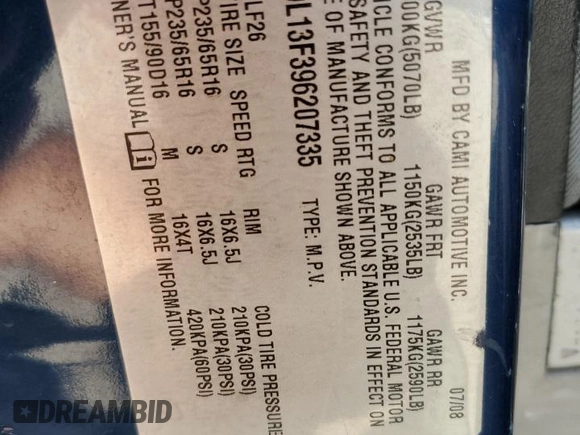 MFD BY CAMI AUTOMOTIVE INC. 07/08
GVWR GAWR FRT GAWR RR
00KG(5070LB) 1150KG(2535LB) 1175KG(2590LB)
CLE CONFORMS TO ALL APPLICABLE U.S. FEDERAL MOTOR
SAFETY AND THEFT PREVENTION STANDARDS IN EFFECT ON
E OF MANUFACTURE SHOWN ABOVE.
L13F396207335 TYPE: M.P.V.
LF26
IRE SIZE SPEED RTG RIM COLD TIRE PRESSURE
P235/65R16 S 16X6.5J 210KPA(30PSI)
P235/65R16 S 16X6.5J 210KPA(30PSI)
T155/90D16 M 16X4T 420KPA(60PSI)
NER'S MANUAL i FOR MORE INFORMATION.
DREAMBID